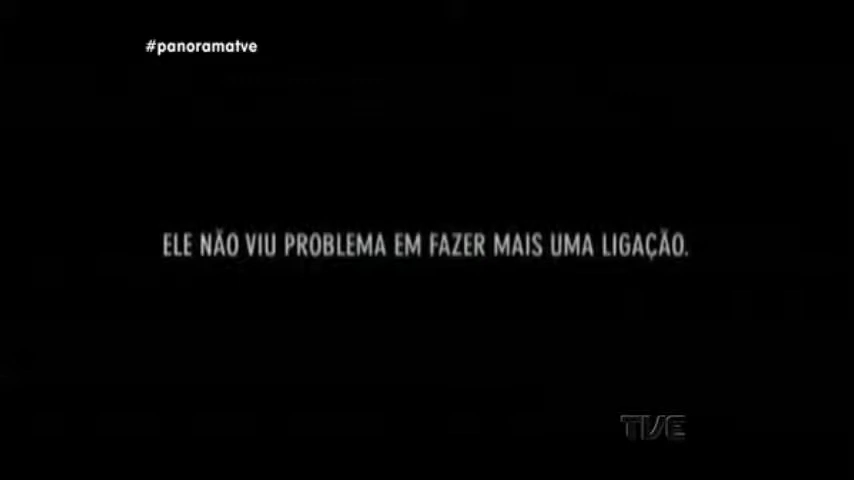 #panoramatve
ELE NÃO VIU PROBLEMA EM FAZER MAIS UMA LIGAÇÃO.
TVE